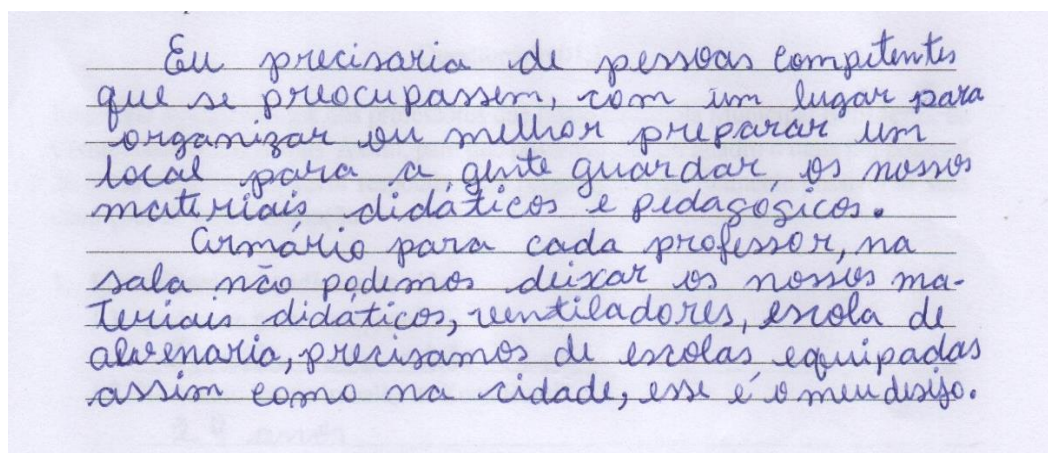 Eu precisaria de pessoas competentes
que se preocupassem, com um lugar para
organizar ou melhor preparar um
local para a gente guardar os nossos
materiais didaticos e pedagogicos.
Armário para cada professor, na
sala não podemos deixar os nossos ma-
teriais didáticos, ventiladores, escola de
alvenaria, precisamos de escolas equipadas
assim como na cidade, esse é o meu desejo.